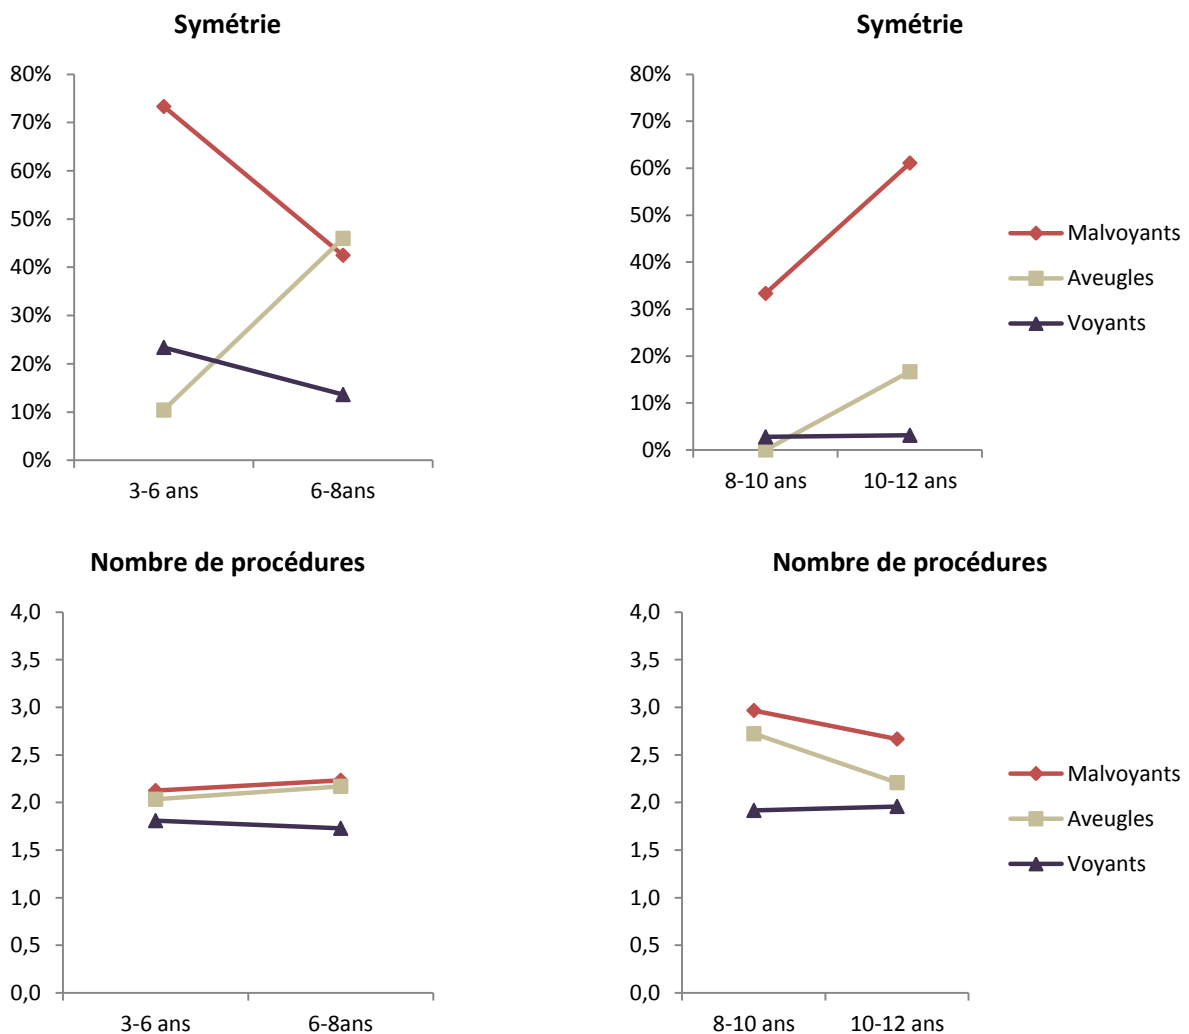 Symétrie
80%
70%
60%
50%
40%
30%
20%
10%
0%
3-6 ans
6-8ans
Symétrie
80%
70%
60%
50%
40%
30%
20%
10%
0%
8-10 ans
10-12 ans
Malvoyants
Aveugles
Voyants
Nombre de procédures
4,0
3,5
3,0
2,5
2,0
1,5
1,0
0,5
0,0
3-6 ans
6-8ans
Nombre de procédures
4,0
3,5
3,0
2,5
2,0
1,5
1,0
0,5
0,0
8-10 ans
10-12 ans
Malvoyants
Aveugles
Voyants